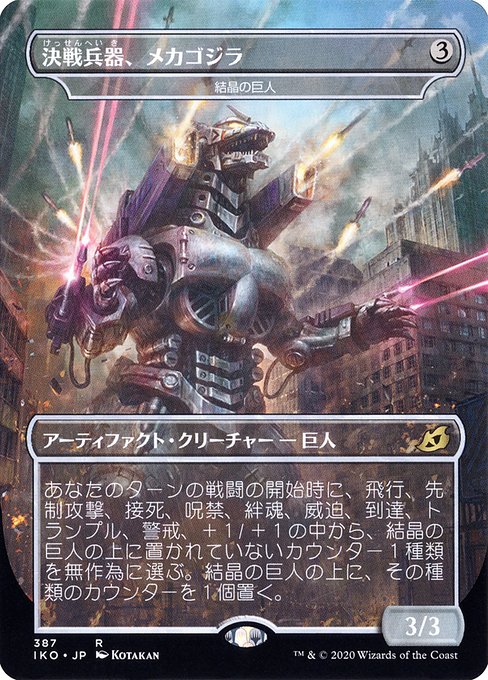 けっせんへいき
決戦兵器、メカゴジラ
3
結晶の巨人
アーティファクト・クリーチャー — 巨人
あなたのターンの戦闘の開始時に、飛行、先
制攻撃、接死、呪禁、絆魂、威迫、到達、ト
ランプル、警戒、+1/+1の中から、結晶の
巨人の上に置かれていないカウンター1種類
を無作為に選ぶ。結晶の巨人の上に、その種
類のカウンターを1個置く。
3/3
387 R
IKO・JP KOTAKAN
™ & © 2020 Wizards of the Coast